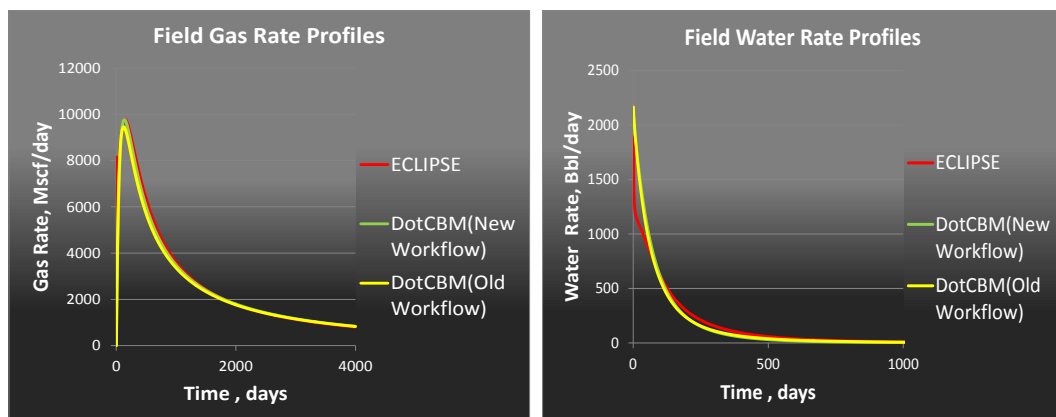 Field Gas Rate Profiles
12000
10000
8000
6000
4000
2000
0
Gas Rate, Mscf/day
0
2000
4000
Time , days
ECLIPSE
DotCBM(New
Workflow)
DotCBM(Old
Workflow)
Field Water Rate Profiles
2500
2000
1500
1000
500
0
Water Rate, Bbl/day
0
500
1000
Time , days
ECLIPSE
DotCBM(New
Workflow)
DotCBM(Old
Workflow)